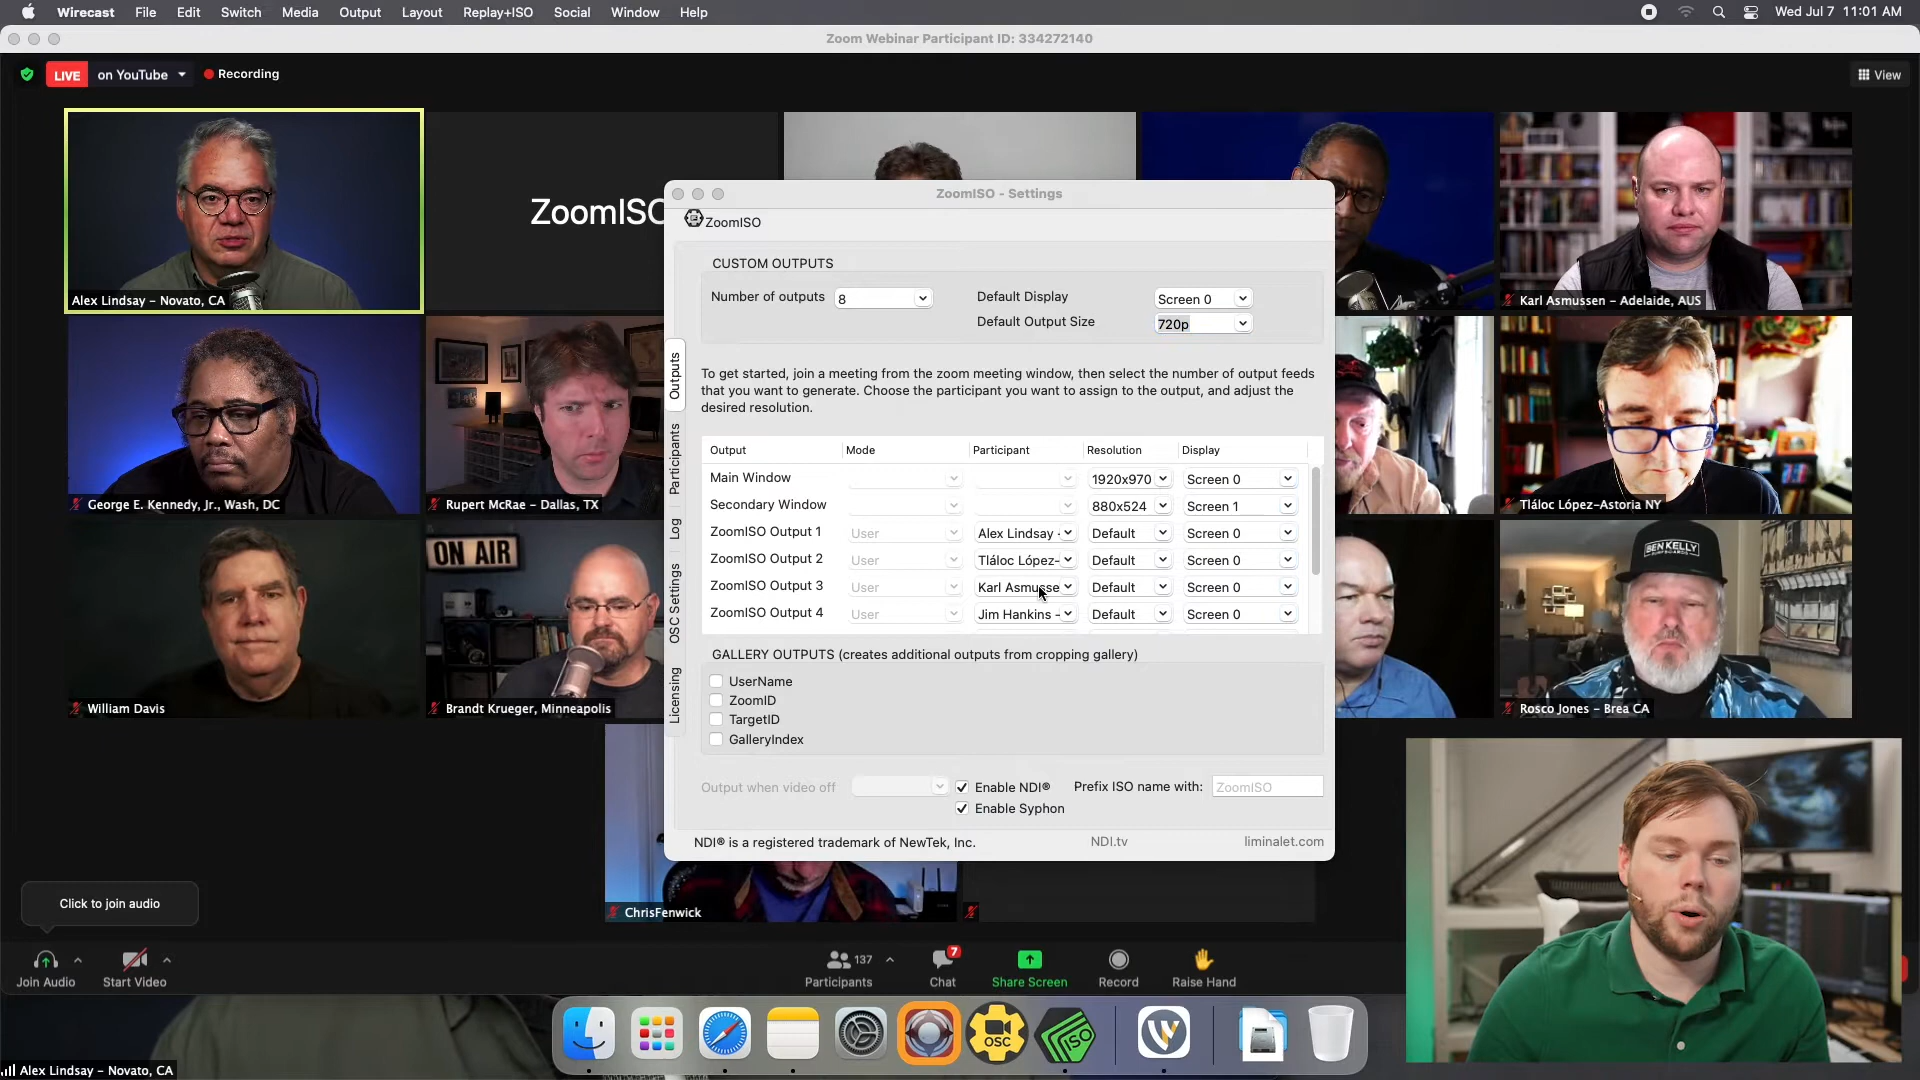 Wirecast File Edit Switch Media Output Layout Replay+ISO Social Window Help Wed Jul 7 11:01 AM
Zoom Webinar Participant ID: 334272140
LIVE on YouTube Recording View
Alex Lindsay – Novato, CA
ZoomISO
Karl Asmussen – Adelaide, AUS
George E. Kennedy, Jr., Wash, DC
Rupert McRae – Dallas, TX
Tláloc López-Astoria NY
ON AIR
BEN KELLY
William Davis
Brandt Krueger, Minneapolis
Rosco Jones – Brea CA
ChrisFenwick
ZoomISO - Settings
ZoomISO
Outputs
Participants
Log
OSC Settings
Licensing
CUSTOM OUTPUTS
Number of outputs 8 Default Display Screen 0
Default Output Size 720p
To get started, join a meeting from the zoom meeting window, then select the number of output feeds
that you want to generate. Choose the participant you want to assign to the output, and adjust the
desired resolution.
Output Mode Participant Resolution Display
Main Window 1920x970 Screen 0
Secondary Window 880x524 Screen 1
ZoomISO Output 1 User Alex Lindsay - Default Screen 0
ZoomISO Output 2 User Tláloc López- Default Screen 0
ZoomISO Output 3 User Karl Asmusse Default Screen 0
ZoomISO Output 4 User Jim Hankins - Default Screen 0
GALLERY OUTPUTS (creates additional outputs from cropping gallery)
UserName
ZoomID
TargetID
GalleryIndex
Output when video off Enable NDI® Prefix ISO name with: ZoomISO
Enable Syphon
NDI® is a registered trademark of NewTek, Inc. NDI.tv liminalet.com
Click to join audio
137 7
Join Audio Start Video Participants Chat Share Screen Record Raise Hand
OSC ISO
Alex Lindsay – Novato, CA